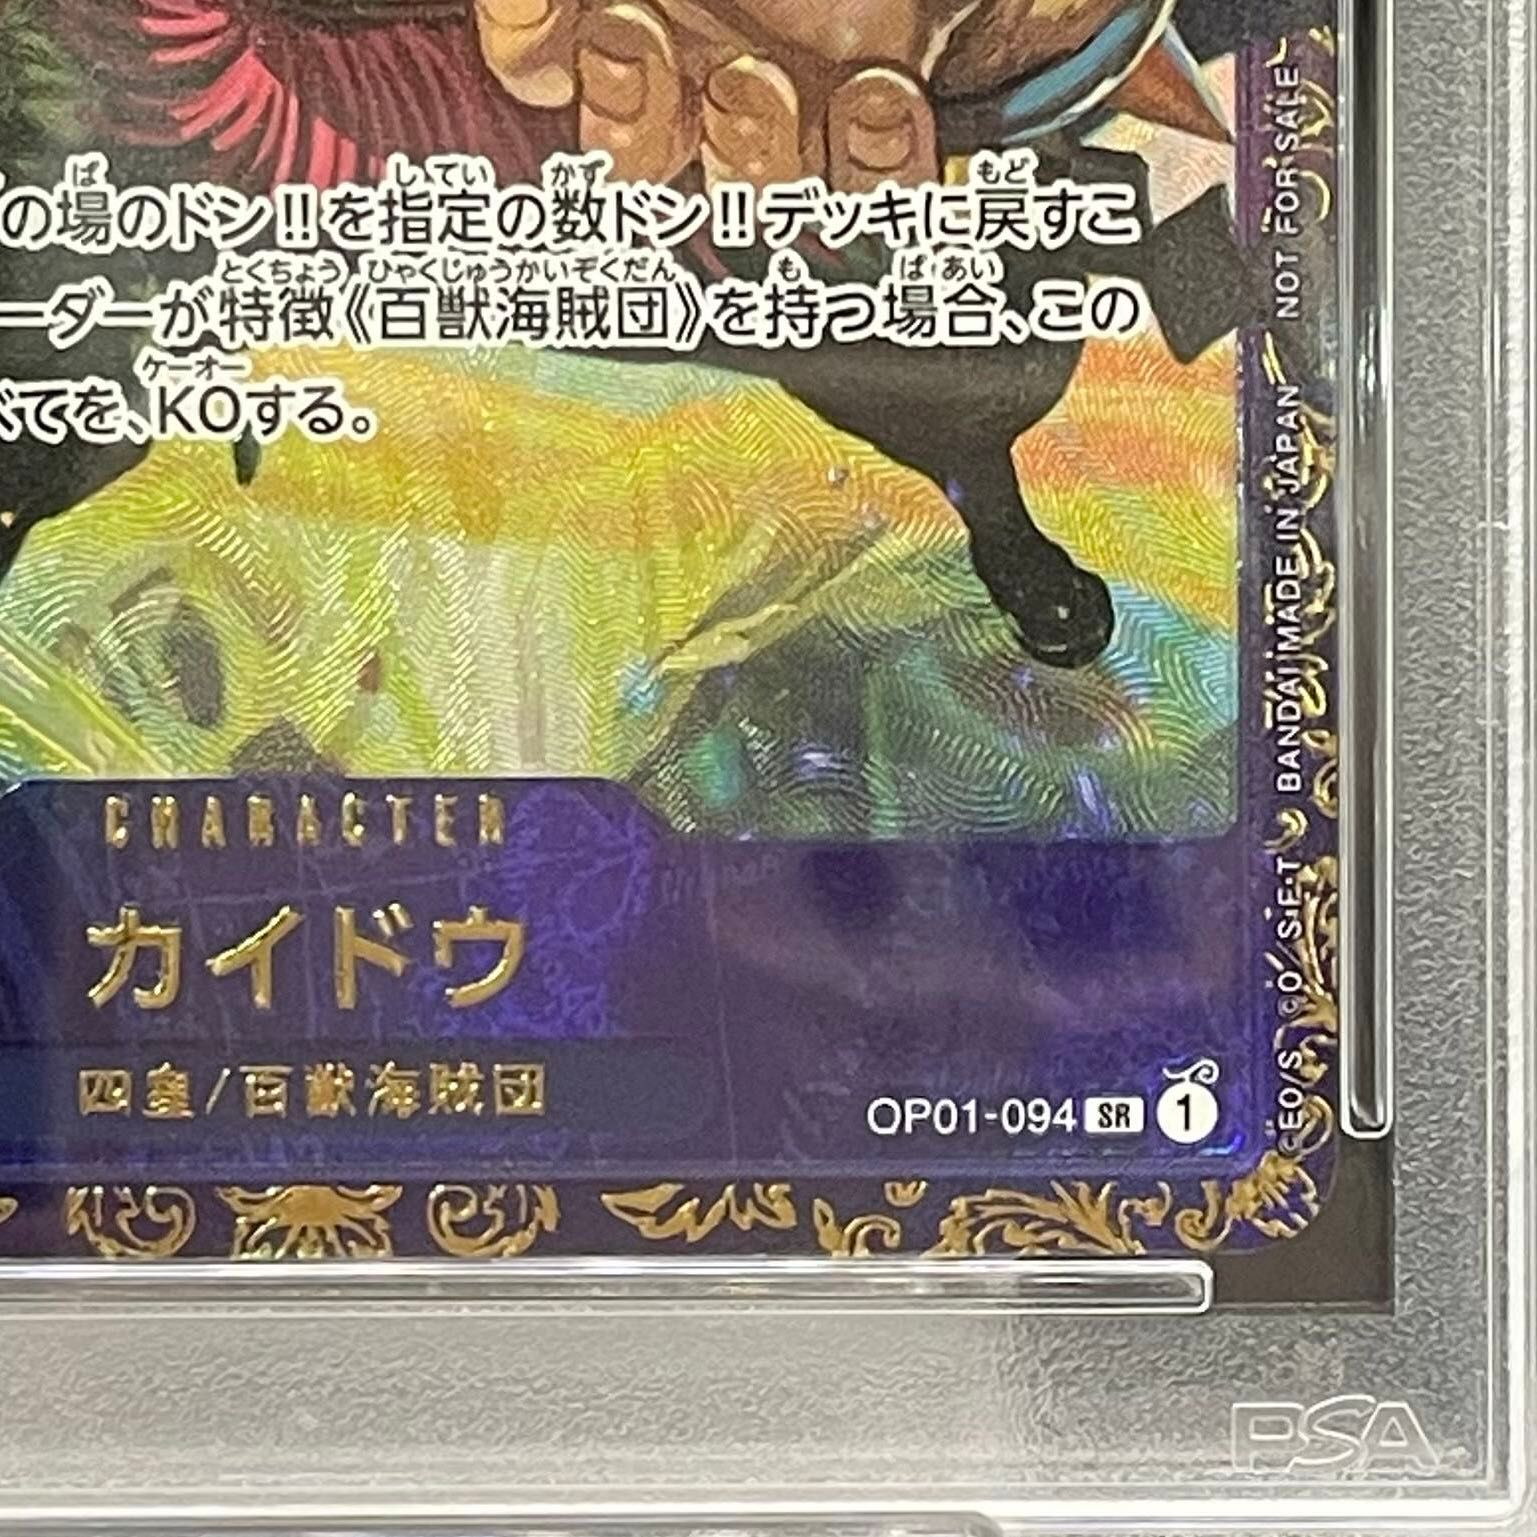 の場のドン!!を指定の数ドン!!デッキに戻すこ
ーダーが特徴《百獣海賊団》を持つ場合、この
べてを、KOする。
CHARACTER
カイドウ
四皇/百獣海賊団
OP01-094 SR 1
©EO/S ©O/S・F・T BANDAI MADE IN JAPAN NOT FOR SALE
PSA